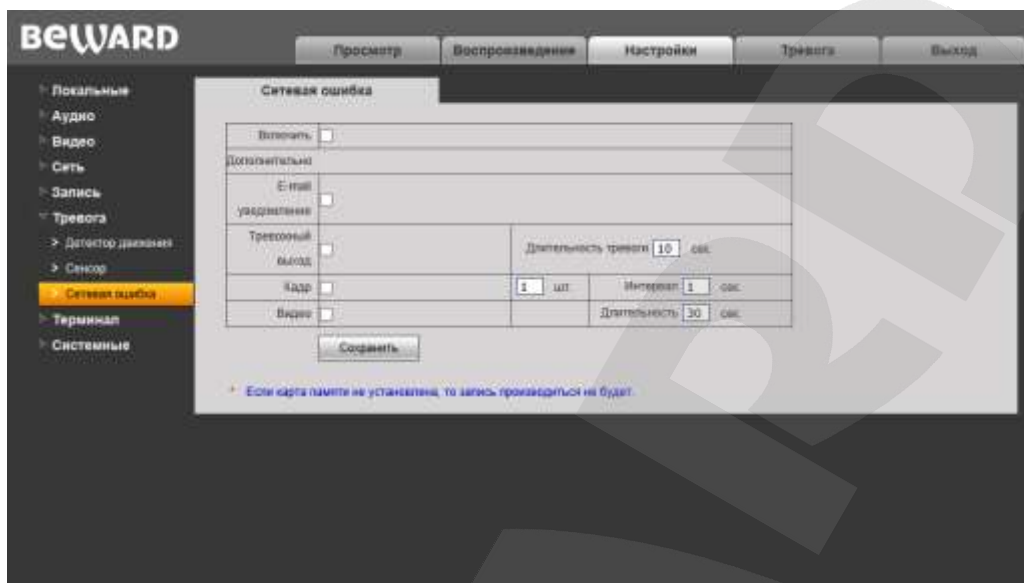 BEWARD
Просмотр Воспроизведение Настройки Тревога Выход
Локальные
Аудио
Видео
Сеть
Запись
Тревога
> Детектор движения
> Сенсор
> Сетевая ошибка
Терминал
Системные
Сетевая ошибка
Включить
Дополнительно
E-mail
уведомление
Тревожный
выход
Длительность тревоги 10 сек.
Кадр 1 шт. Интервал 1 сек.
Видео Длительность 30 сек.
Сохранить
* Если карта памяти не установлена, то запись производиться не будет.